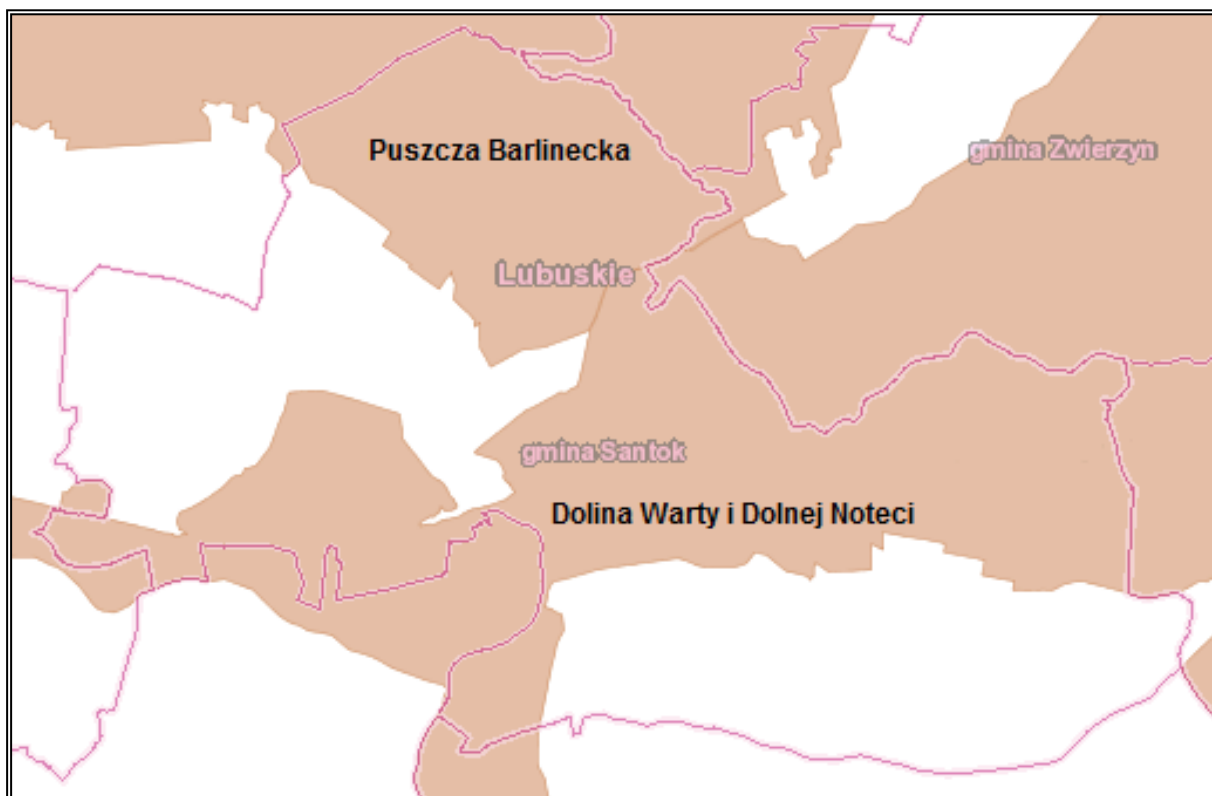 Puszcza Barlinecka
gmina Zwierzyn
Lubuskie
gmina Santok
Dolina Warty i Dolnej Noteci